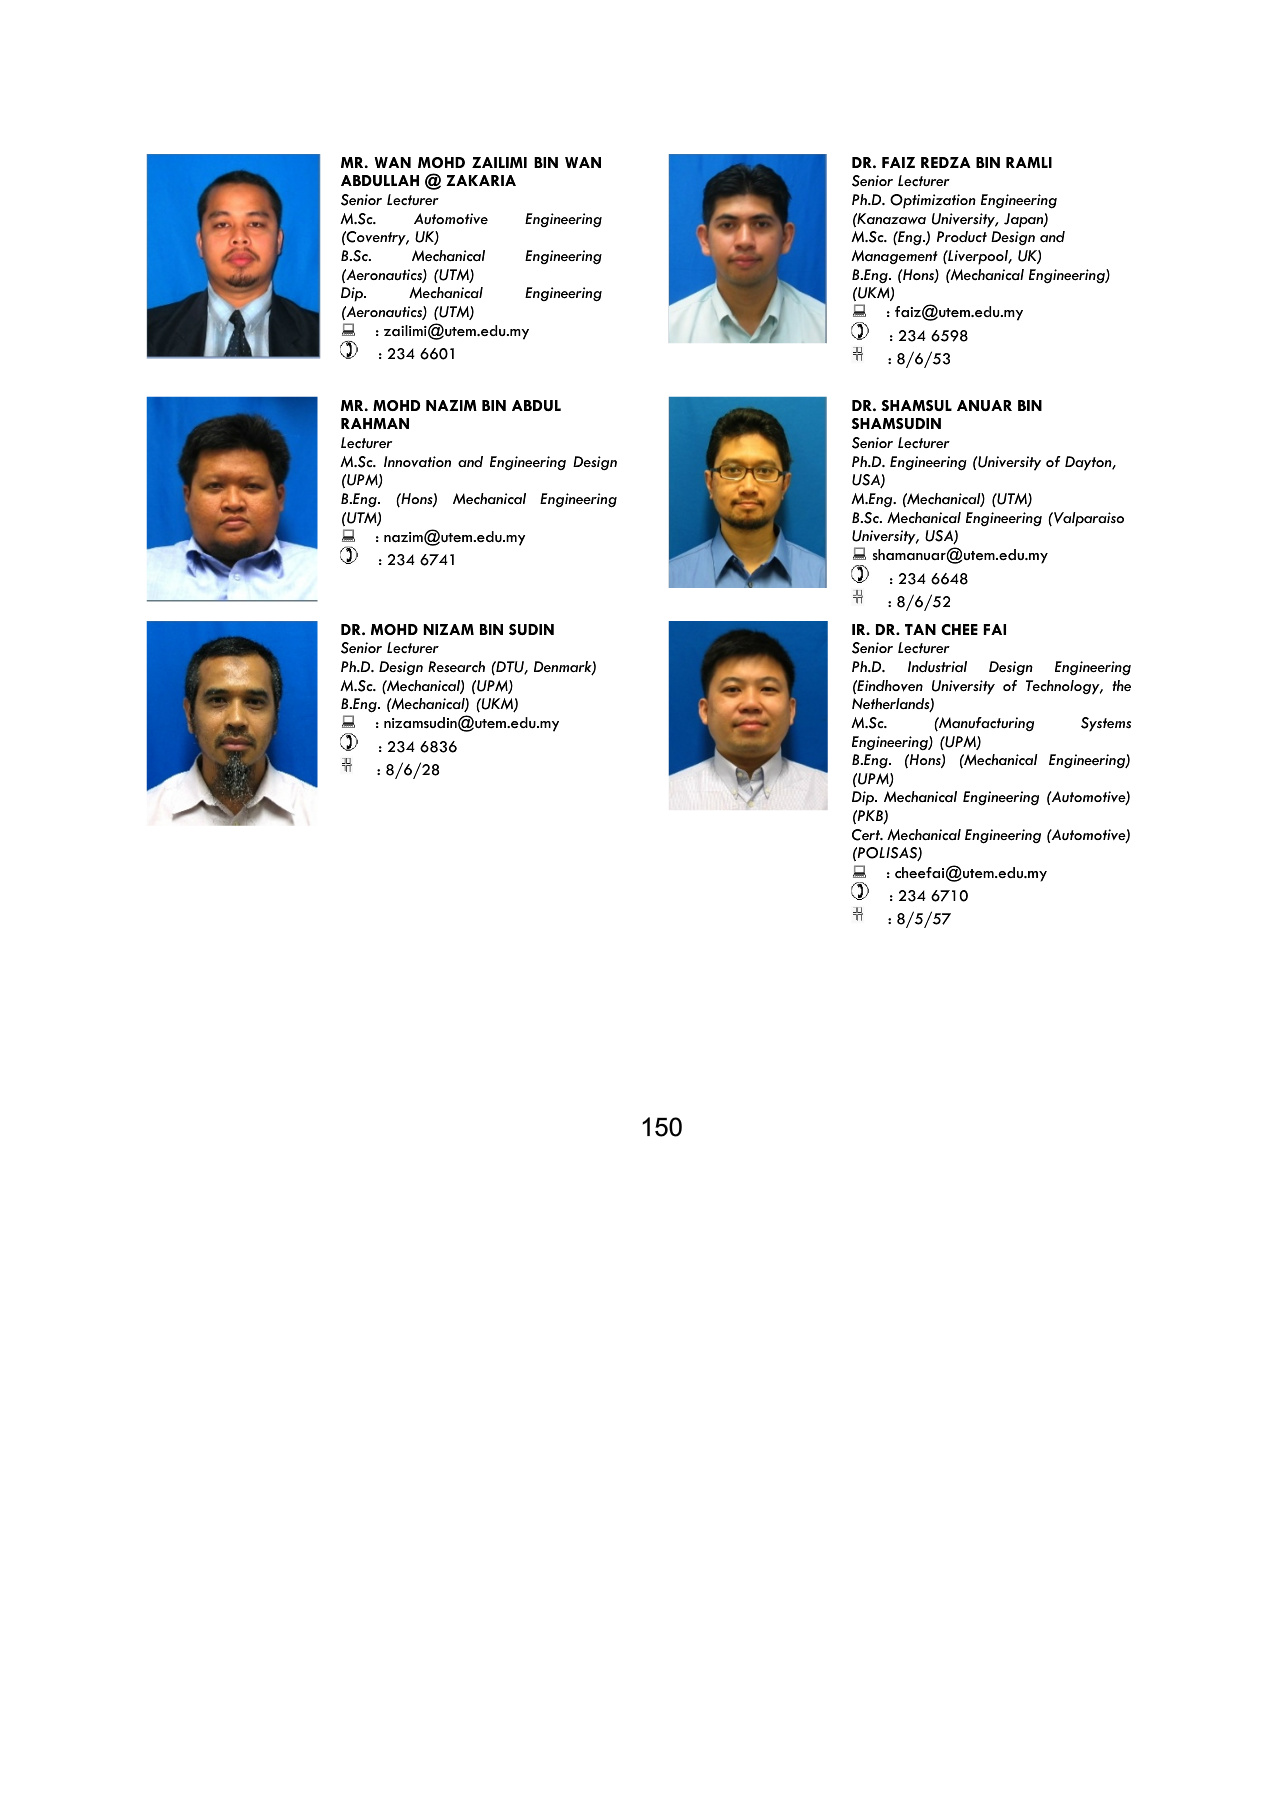 MR. WAN MOHD ZAILIMI BIN WAN
ABDULLAH @ ZAKARIA
Senior Lecturer
M.Sc. Automotive Engineering
(Coventry, UK)
B.Sc. Mechanical Engineering
(Aeronautics) (UTM)
Dip. Mechanical Engineering
(Aeronautics) (UTM)
: zailimi@utem.edu.my
: 234 6601
DR. FAIZ REDZA BIN RAMLI
Senior Lecturer
Ph.D. Optimization Engineering
(Kanazawa University, Japan)
M.Sc. (Eng.) Product Design and
Management (Liverpool, UK)
B.Eng. (Hons) (Mechanical Engineering)
(UKM)
: faiz@utem.edu.my
: 234 6598
: 8/6/53
MR. MOHD NAZIM BIN ABDUL
RAHMAN
Lecturer
M.Sc. Innovation and Engineering Design
(UPM)
B.Eng. (Hons) Mechanical Engineering
(UTM)
: nazim@utem.edu.my
: 234 6741
DR. SHAMSUL ANUAR BIN
SHAMSUDIN
Senior Lecturer
Ph.D. Engineering (University of Dayton,
USA)
M.Eng. (Mechanical) (UTM)
B.Sc. Mechanical Engineering (Valparaiso
University, USA)
shamanuar@utem.edu.my
: 234 6648
: 8/6/52
DR. MOHD NIZAM BIN SUDIN
Senior Lecturer
Ph.D. Design Research (DTU, Denmark)
M.Sc. (Mechanical) (UPM)
B.Eng. (Mechanical) (UKM)
: nizamsudin@utem.edu.my
: 234 6836
: 8/6/28
IR. DR. TAN CHEE FAI
Senior Lecturer
Ph.D. Industrial Design Engineering
(Eindhoven University of Technology, the
Netherlands)
M.Sc. (Manufacturing Systems
Engineering) (UPM)
B.Eng. (Hons) (Mechanical Engineering)
(UPM)
Dip. Mechanical Engineering (Automotive)
(PKB)
Cert. Mechanical Engineering (Automotive)
(POLISAS)
: cheefai@utem.edu.my
: 234 6710
: 8/5/57
150